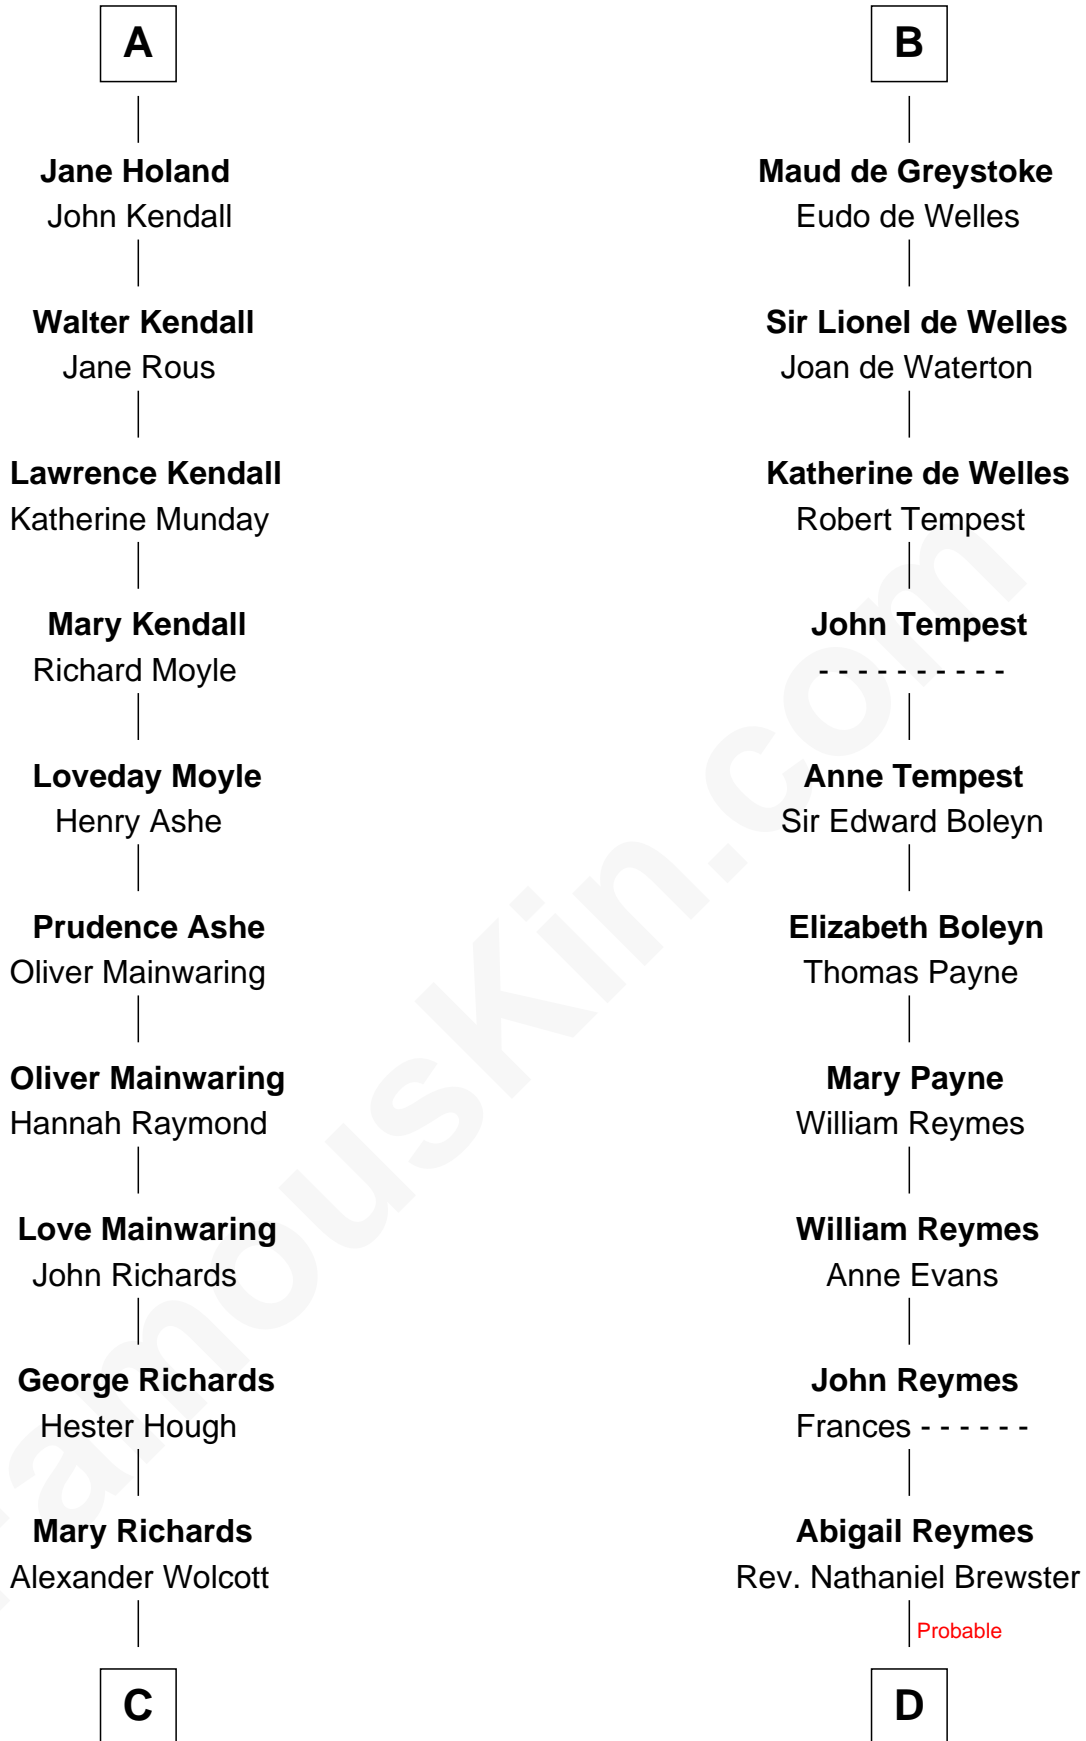 A
Jane Holand
John Kendall
Walter Kendall
Jane Rous
Lawrence Kendall
Katherine Munday
Mary Kendall
Richard Moyle
Loveday Moyle
Henry Ashe
Prudence Ashe
Oliver Mainwaring
Oliver Mainwaring
Hannah Raymond
Love Mainwaring
John Richards
George Richards
Hester Hough
Mary Richards
Alexander Wolcott
C
B
Maud de Greystoke
Eudo de Welles
Sir Lionel de Welles
Joan de Waterton
Katherine de Welles
Robert Tempest
John Tempest
- - - - - - - - - -
Anne Tempest
Sir Edward Boleyn
Elizabeth Boleyn
Thomas Payne
Mary Payne
William Reymes
William Reymes
Anne Evans
John Reymes
Frances - - - - - -
Abigail Reymes
Rev. Nathaniel Brewster
Probable
D
FamousKin.com